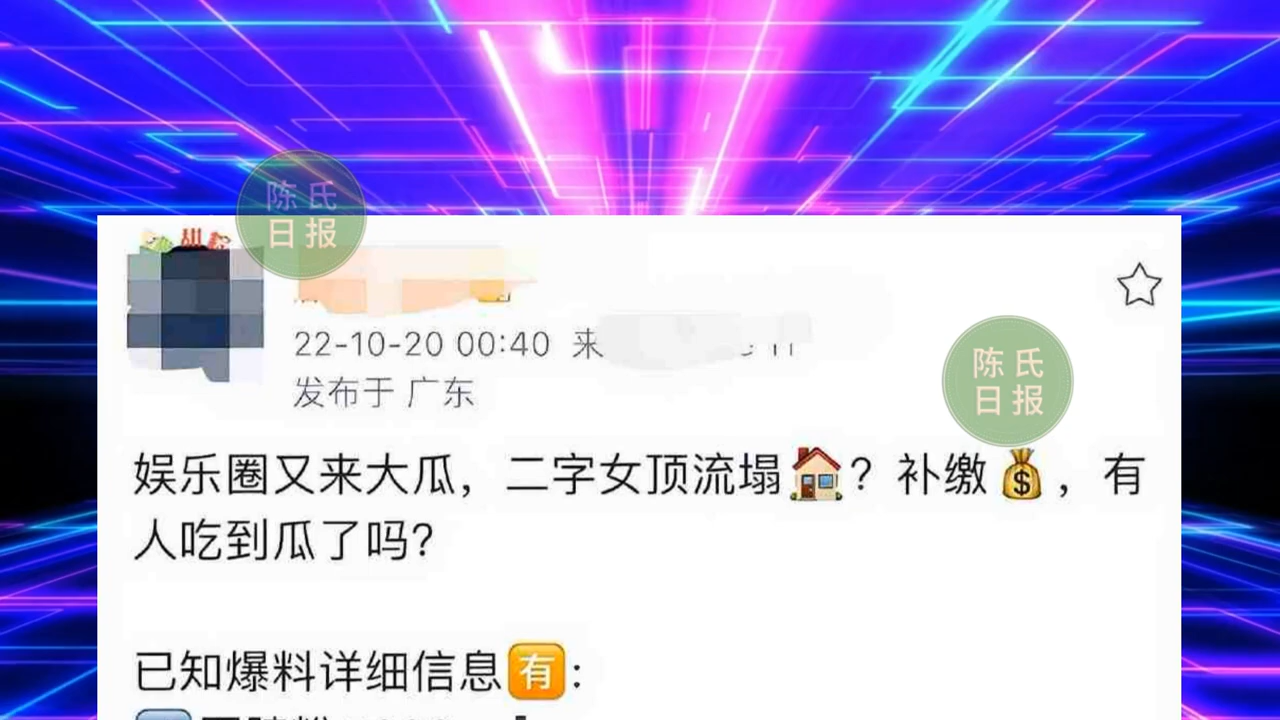 陈氏
日报
22-10-20 00:40 来
发布于 广东
陈氏
日报
娱乐圈又来大瓜，二字女顶流塌🏠？补缴💰，有
人吃到瓜了吗？
已知爆料详细信息🈶：